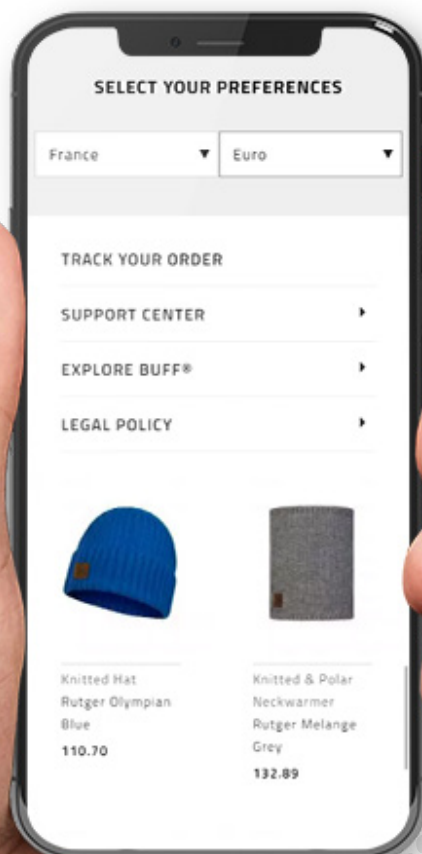 SELECT YOUR PREFERENCES
France ▼ Euro ▼
TRACK YOUR ORDER
SUPPORT CENTER
EXPLORE BUFF®
LEGAL POLICY
Knitted Hat
Rutger Olympian
Blue
110.70
Knitted & Polar
Neckwarmer
Rutger Melange
Grey
132.89